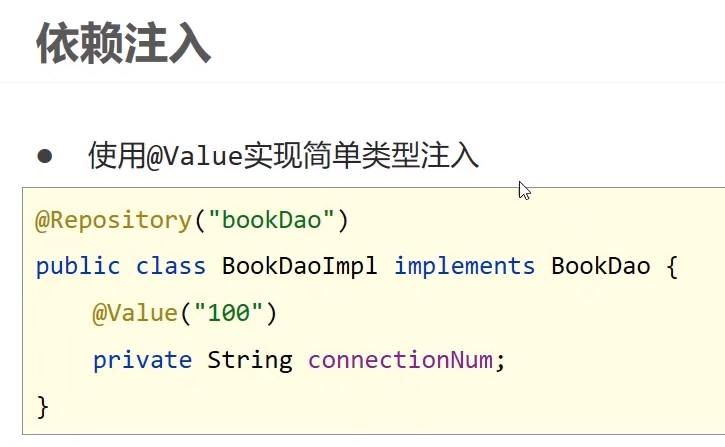 依赖注入
● 使用@Value实现简单类型注入
@Repository("bookDao")
public class BookDaoImpl implements BookDao {
    @Value("100")
    private String connectionNum;
}